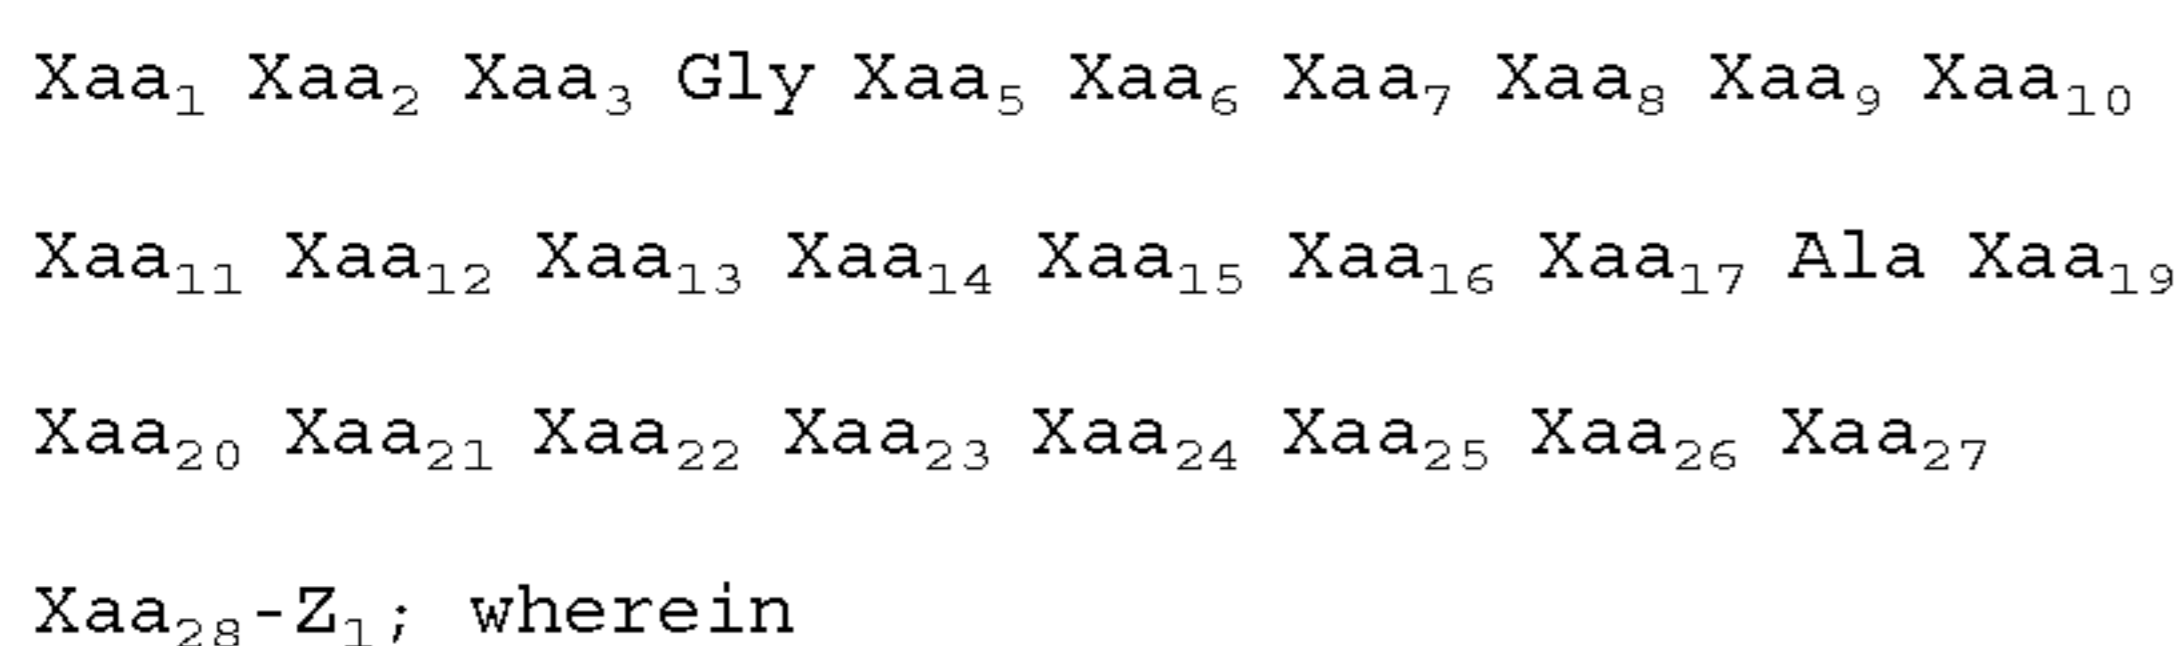 Xaa₁ Xaa₂ Xaa₃ Gly Xaa₅ Xaa₆ Xaa₇ Xaa₈ Xaa₉ Xaa₁₀
Xaa₁₁ Xaa₁₂ Xaa₁₃ Xaa₁₄ Xaa₁₅ Xaa₁₆ Xaa₁₇ Ala Xaa₁₉
Xaa₂₀ Xaa₂₁ Xaa₂₂ Xaa₂₃ Xaa₂₄ Xaa₂₅ Xaa₂₆ Xaa₂₇
Xaa₂₈-Z₁; wherein